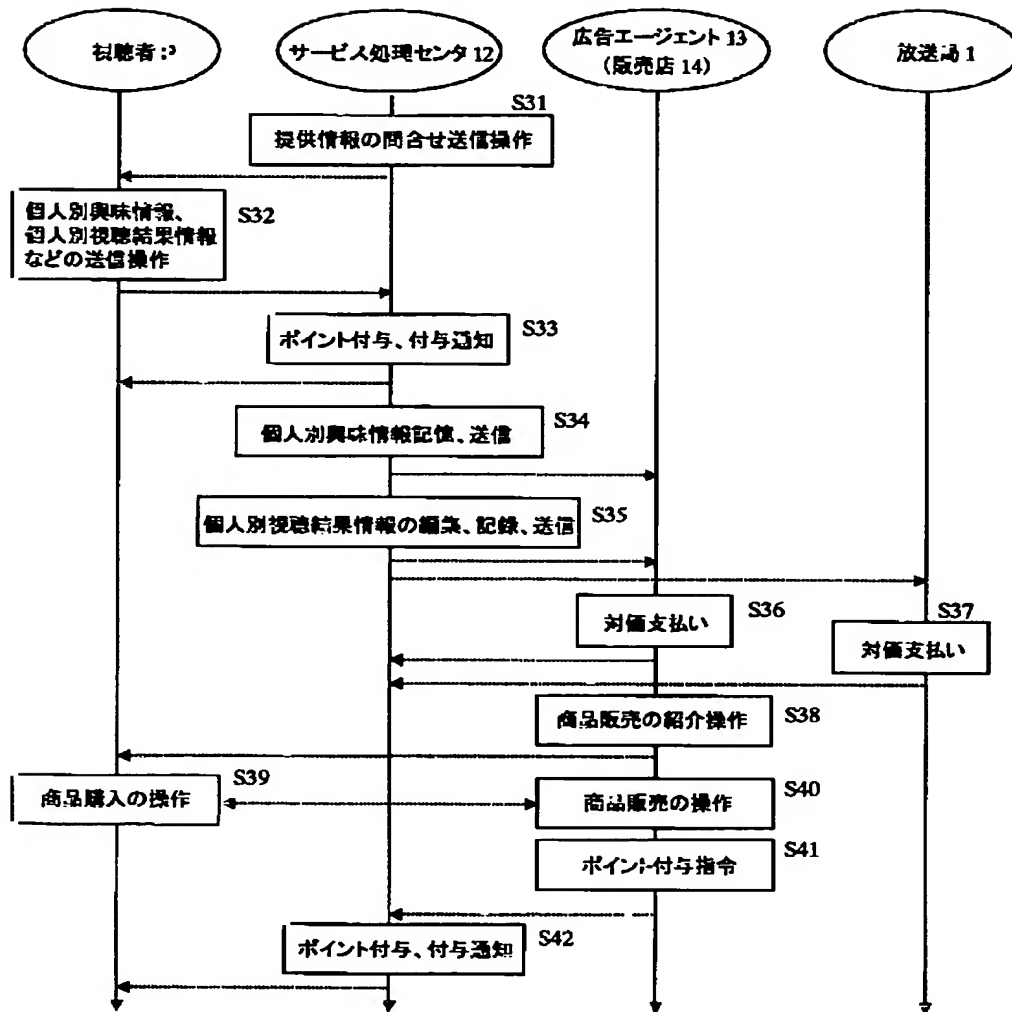 視聴者
サービス処理センタ 12
広告エージェント 13
(販売店 14)
放送局 1
S31
提供情報の問合せ送信操作
個人別興味情報、
個人別視聴結果情報
などの送信操作
S32
ポイント付与、付与通知
S33
個人別興味情報記憶、送信
S34
個人別視聴結果情報の編集、記録、送信
S35
対価支払い
S36
S37
対価支払い
商品販売の紹介操作
S38
S39
商品購入の操作
商品販売の操作
S40
ポイント付与指令
S41
ポイント付与、付与通知
S42